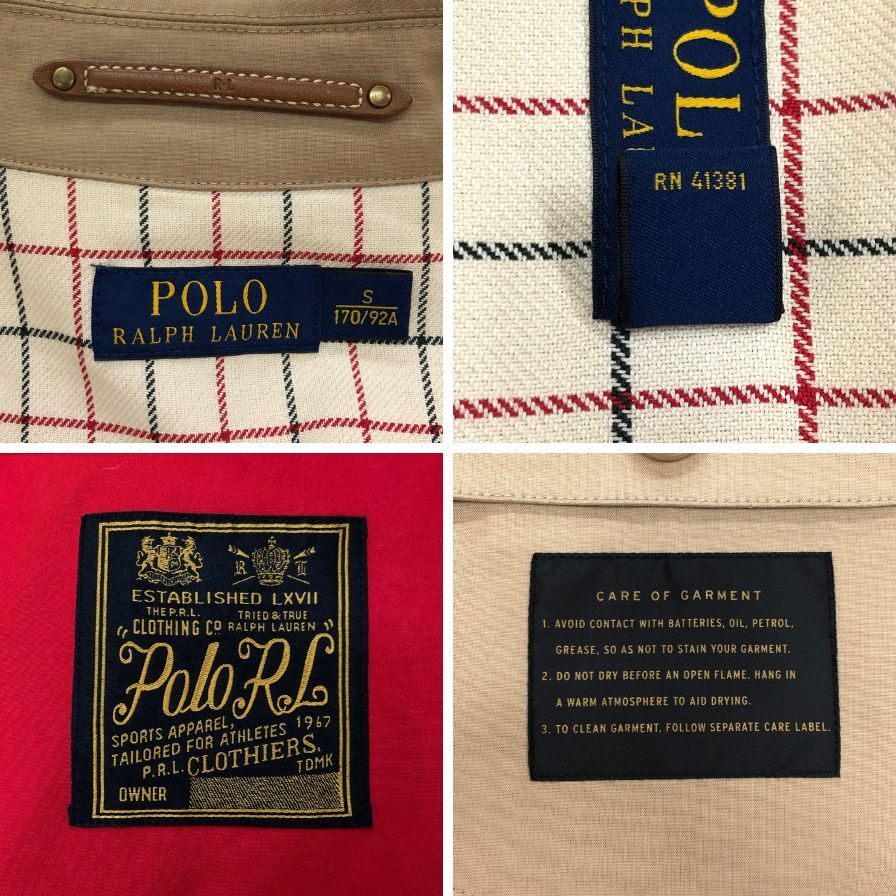 RL
POLO
RALPH LAUREN
S
170/92A
POL
PH LA
RN 41381
R L
ESTABLISHED LXVII
THE P.R.L. TRIED & TRUE
"CLOTHING Co RALPH LAUREN"
Polo RL
SPORTS APPAREL, 1967
TAILORED FOR ATHLETES
P.R.L. CLOTHIERS.
TDMK
OWNER
CARE OF GARMENT
1. AVOID CONTACT WITH BATTERIES, OIL, PETROL,
GREASE, SO AS NOT TO STAIN YOUR GARMENT.
2. DO NOT DRY BEFORE AN OPEN FLAME. HANG IN
A WARM ATMOSPHERE TO AID DRYING.
3. TO CLEAN GARMENT, FOLLOW SEPARATE CARE LABEL.